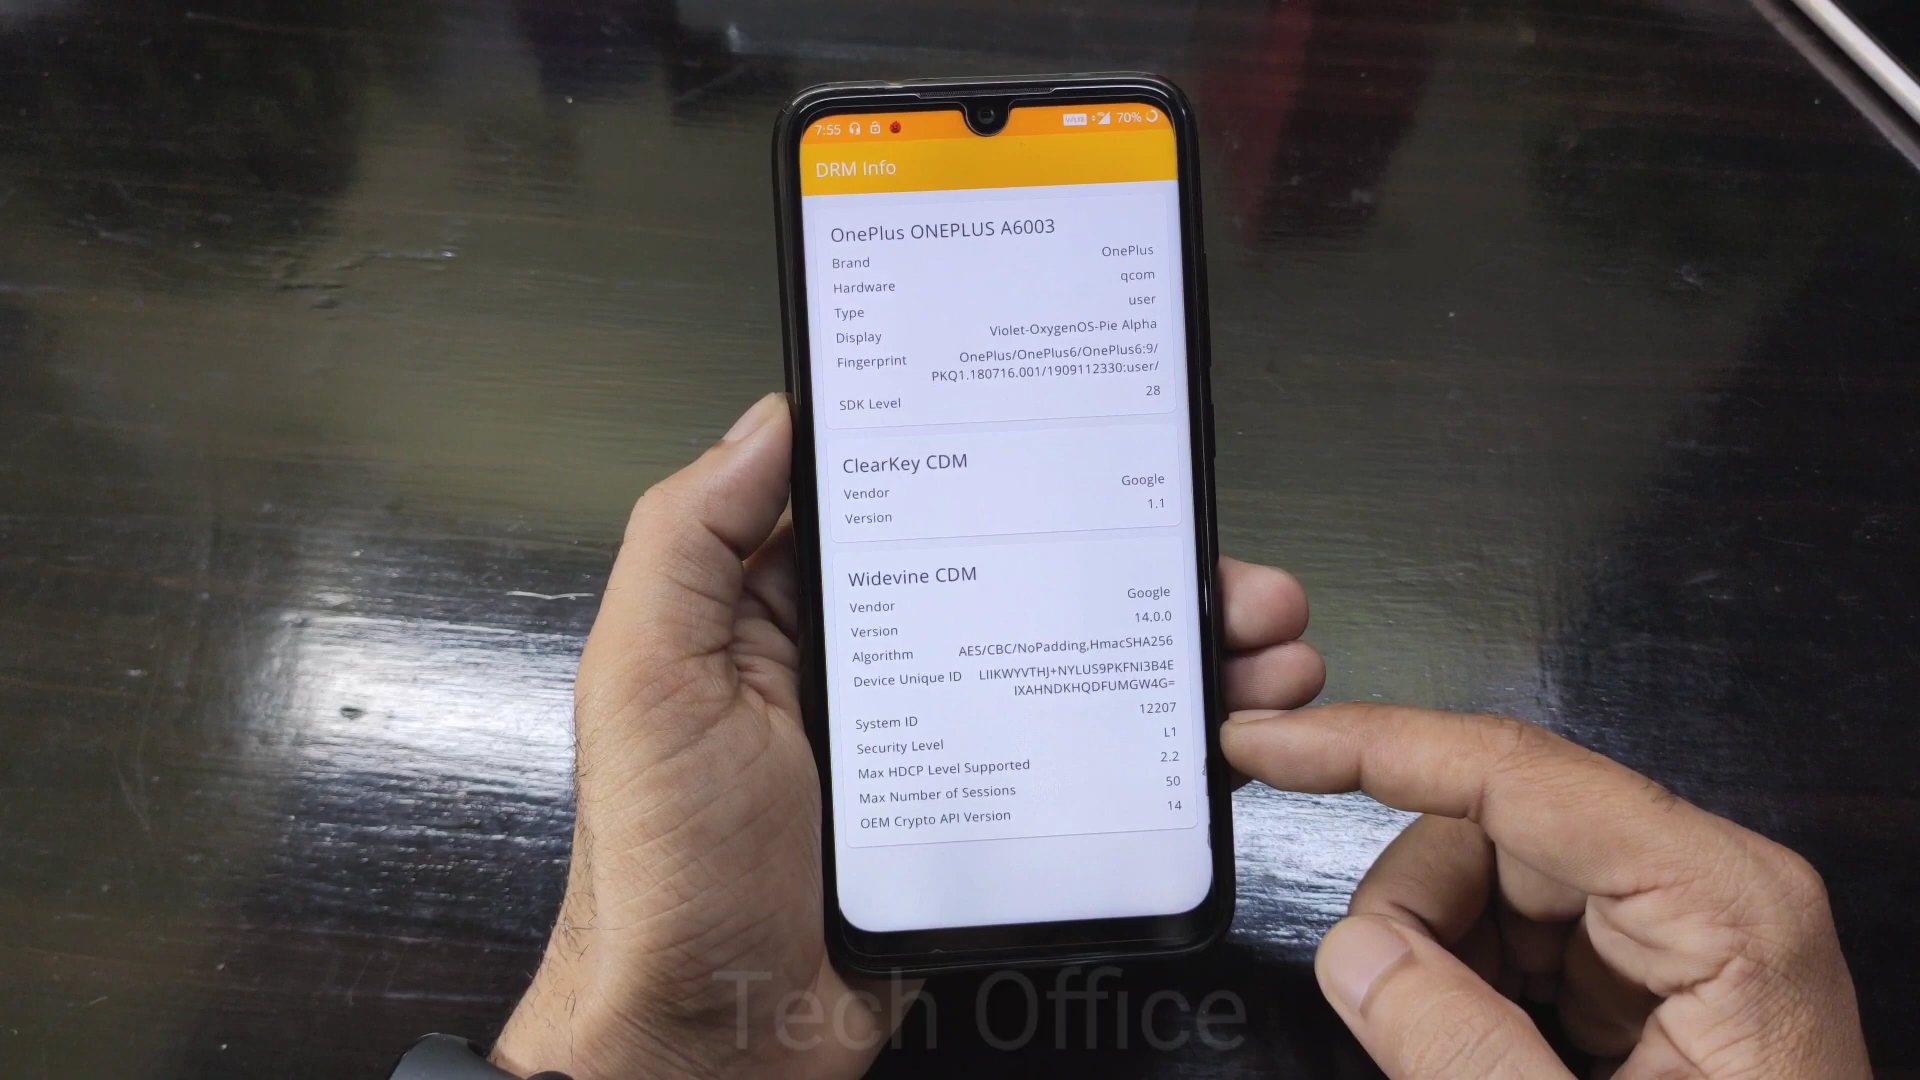 7:55
VoLTE 70%
DRM Info
OnePlus ONEPLUS A6003
Brand OnePlus
Hardware qcom
Type user
Display Violet-OxygenOS-Pie Alpha
Fingerprint OnePlus/OnePlus6/OnePlus6:9/
PKQ1.180716.001/1909112330:user/
SDK Level 28
ClearKey CDM
Vendor Google
Version 1.1
Widevine CDM
Vendor Google
Version 14.0.0
Algorithm AES/CBC/NoPadding,HmacSHA256
Device Unique ID LIIKWYVTHJ+NYLUS9PKFNI3B4E
IXAHNDKHQDFUMGW4G=
System ID 12207
Security Level L1
Max HDCP Level Supported 2.2
Max Number of Sessions 50
OEM Crypto API Version 14
Tech Office